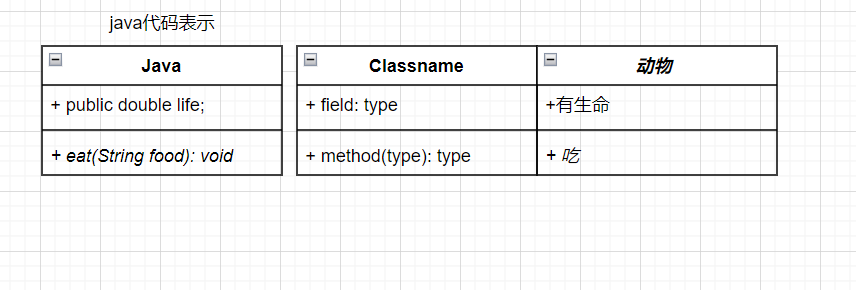 java代码表示
Java
+ public double life;
+ eat(String food): void
Classname
+ field: type
+ method(type): type
动物
+有生命
+ 吃